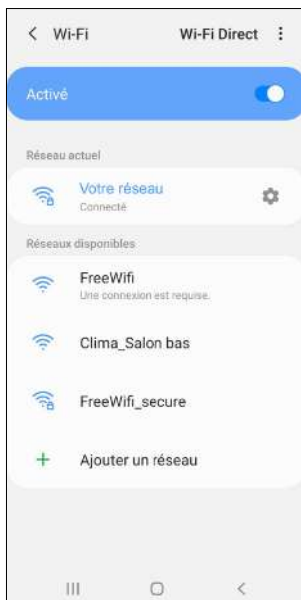 Wi-Fi Wi-Fi Direct
Activé
Réseau actuel
Votre réseau
Connecté
Réseaux disponibles
FreeWifi
Une connexion est requise.
Clima_Salon bas
FreeWifi_secure
Ajouter un réseau